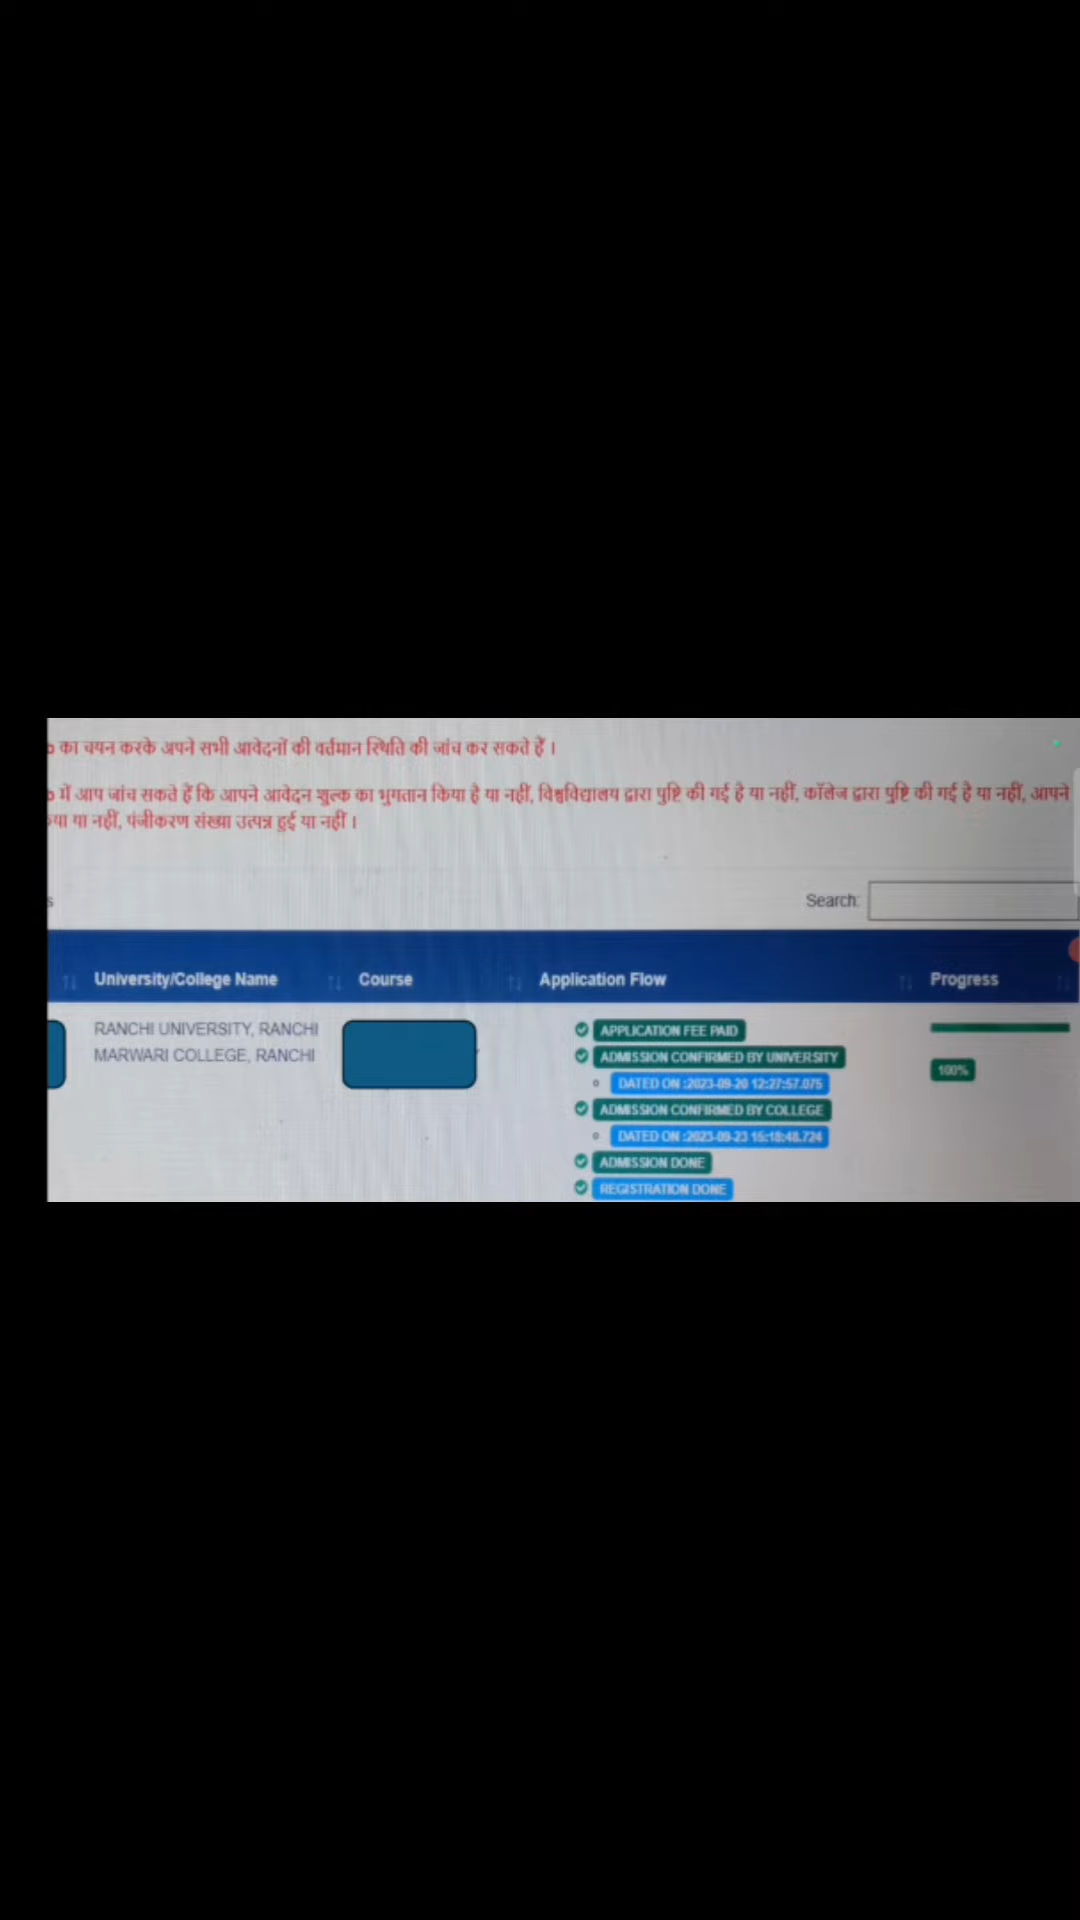 का चयन करके अपने सभी आवेदनों की वर्तमान स्थिति की जांच कर सकते हैं ।
में आप जांच सकते हैं कि आपने आवेदन शुल्क का भुगतान किया है या नहीं, विश्वविद्यालय द्वारा पुष्टि की गई है या नहीं, कॉलेज द्वारा पुष्टि की गई है या नहीं, आपने
या नहीं, पंजीकरण संख्या उत्पन्न हुई या नहीं ।
Search:
University/College Name Course Application Flow Progress
RANCHI UNIVERSITY, RANCHI
MARWARI COLLEGE, RANCHI
APPLICATION FEE PAID
ADMISSION CONFIRMED BY UNIVERSITY
DATED ON :2023-09-20 12:27:57.075
ADMISSION CONFIRMED BY COLLEGE
DATED ON :2023-09-23 15:18:48.724
ADMISSION DONE
REGISTRATION DONE
100%